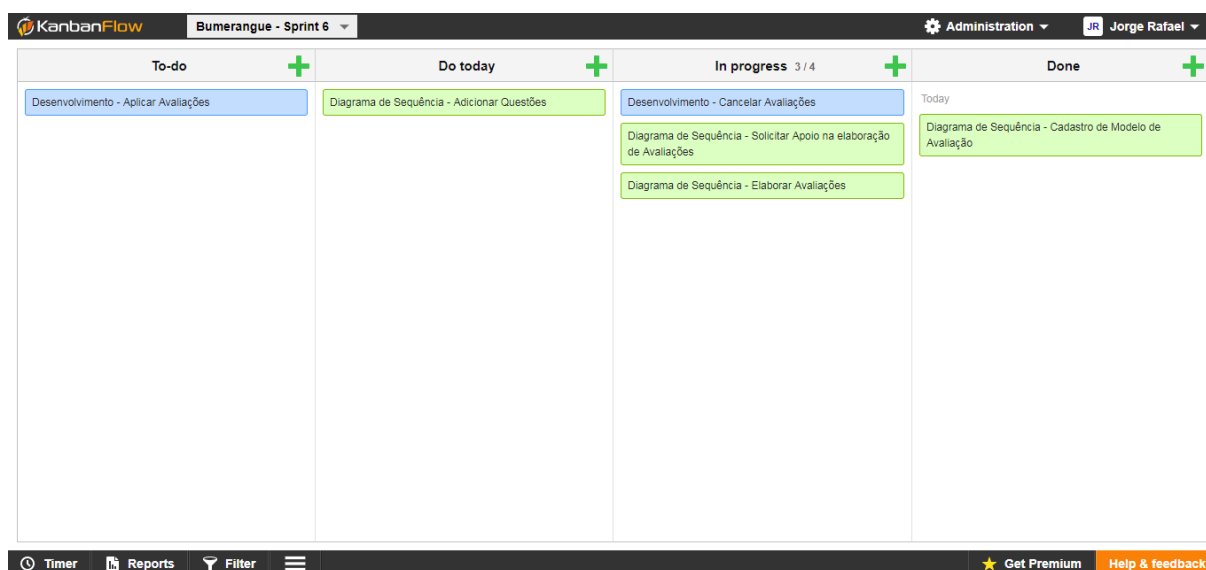 KanbanFlow
Bumerangue - Sprint 6
Administration
JR Jorge Rafael
To-do
Desenvolvimento - Aplicar Avaliações
Do today
Diagrama de Sequência - Adicionar Questões
In progress 3 / 4
Desenvolvimento - Cancelar Avaliações
Diagrama de Sequência - Solicitar Apoio na elaboração
de Avaliações
Diagrama de Sequência - Elaborar Avaliações
Done
Today
Diagrama de Sequência - Cadastro de Modelo de
Avaliação
Timer
Reports
Filter
Get Premium
Help & feedback